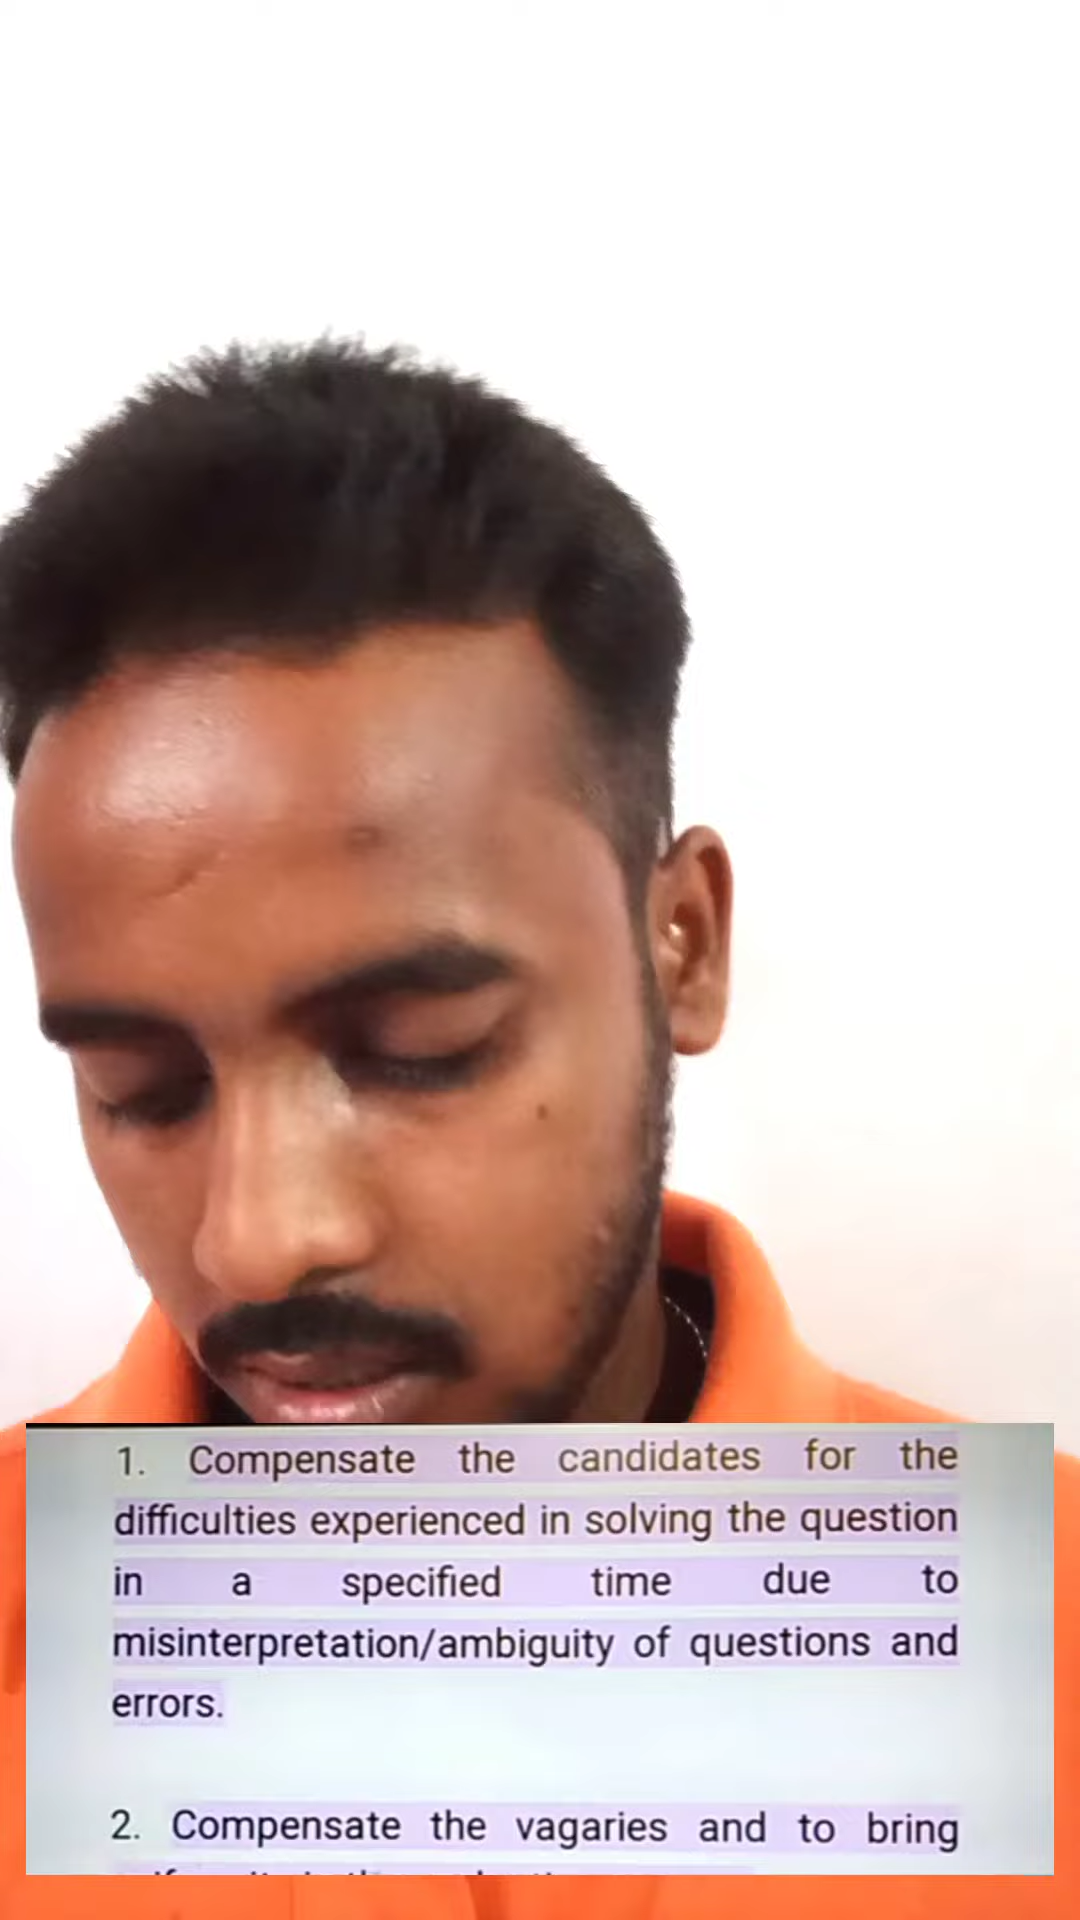 1. Compensate the candidates for the
difficulties experienced in solving the question
in a specified time due to
misinterpretation/ambiguity of questions and
errors.
2. Compensate the vagaries and to bring